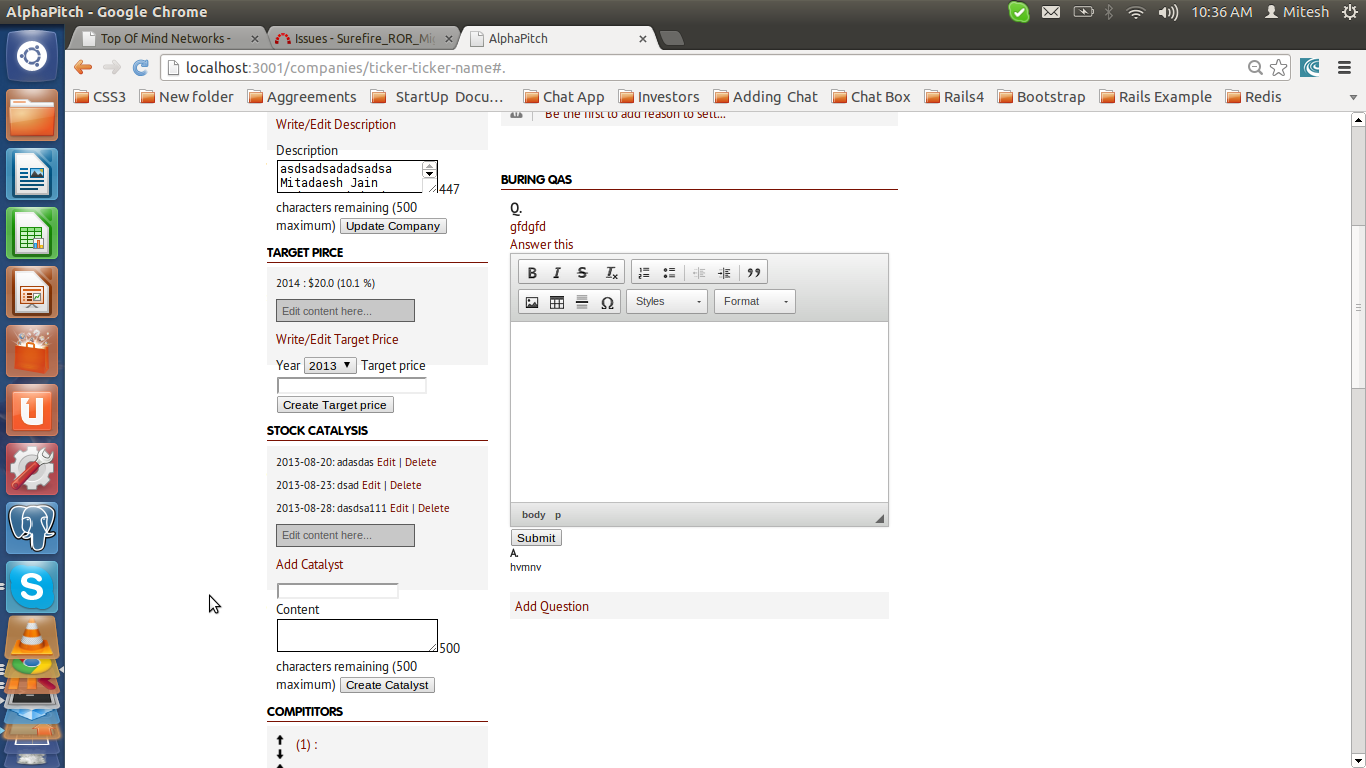 AlphaPitch - Google Chrome
10:36 AM
Mitesh
Top Of Mind Networks -
Issues - Surefire_ROR_Mi
AlphaPitch
localhost:3001/companies/ticker-ticker-name#.
CSS3
New folder
Aggreements
StartUp Docu...
Chat App
Investors
Adding Chat
Chat Box
Rails4
Bootstrap
Rails Example
Redis
Write/Edit Description
Description
asdsadsadadsadsa
Mitadaesh Jain
447
characters remaining (500
maximum) Update Company
TARGET PIRCE
2014 : $20.0 (10.1 %)
Edit content here...
Write/Edit Target Price
Year 2013 Target price
Create Target price
STOCK CATALYSIS
2013-08-20: adasdas Edit | Delete
2013-08-23: dsad Edit | Delete
2013-08-28: dasdsa111 Edit | Delete
Edit content here...
Add Catalyst
Content
500
characters remaining (500
maximum) Create Catalyst
COMPITITORS
(1) :
Be the first to add reason to sell...
BURING QAS
Q.
gfdgfd
Answer this
B I S Tx
Ω Styles Format
body p
Submit
A.
hvmnv
Add Question